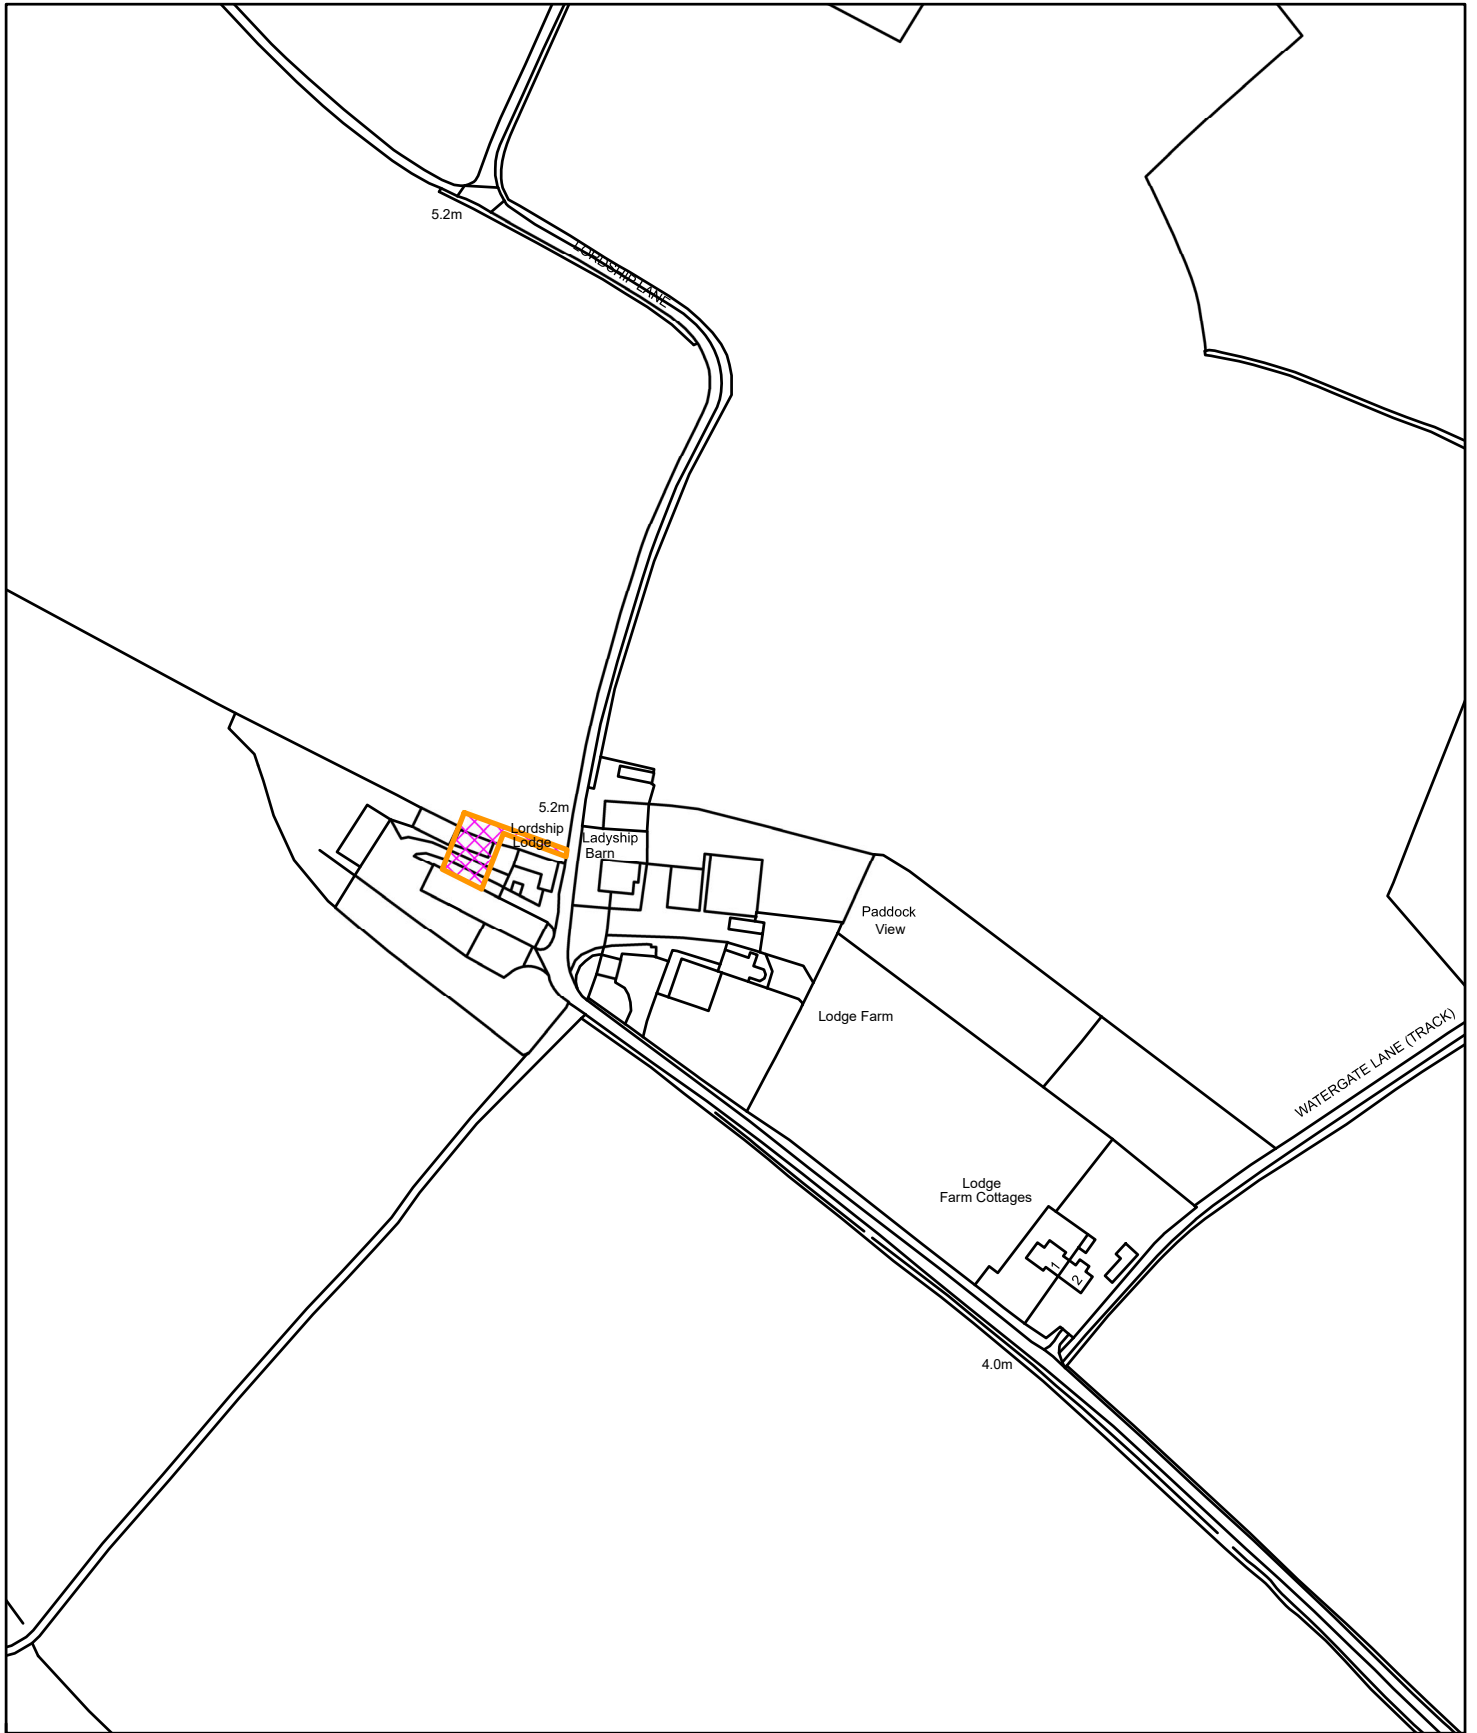 5.2m
LORDSHIP LANE
5.2m
Lordship
Lodge
Ladyship
Barn
Paddock
View
Lodge Farm
WATERGATE LANE (TRACK)
Lodge
Farm Cottages
1
2
4.0m